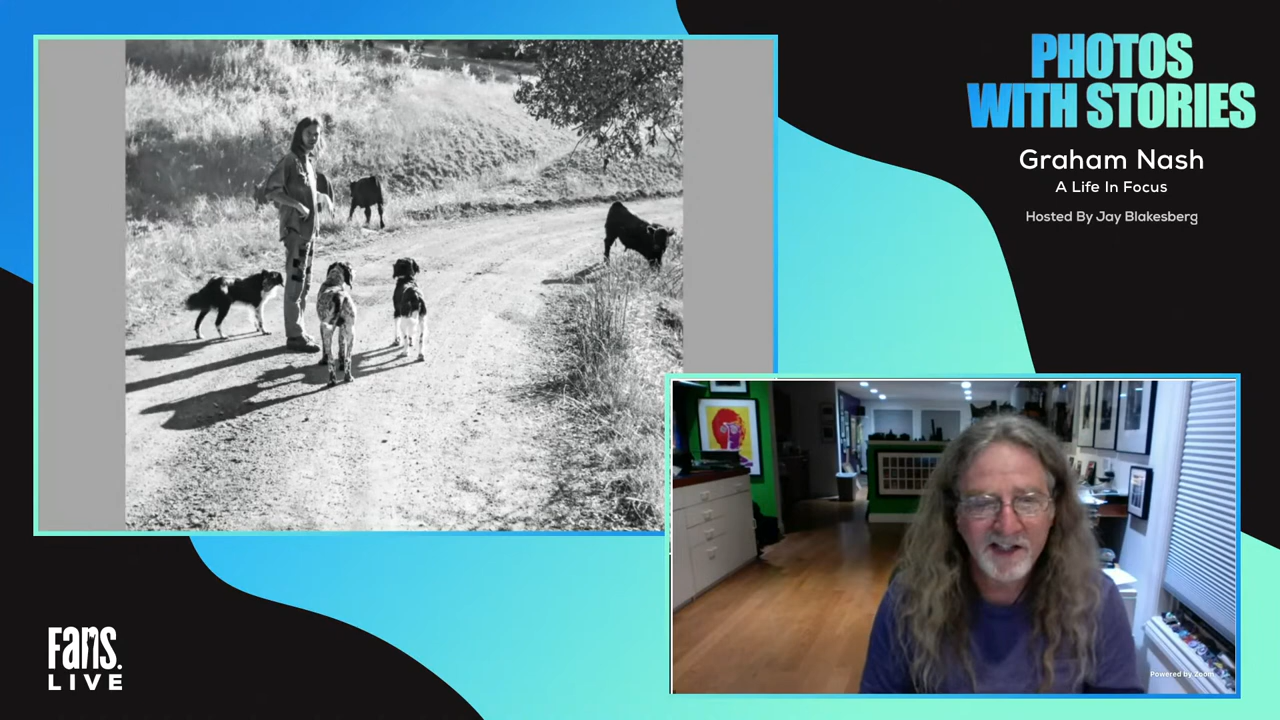 PHOTOS
WITH STORIES
Graham Nash
A Life In Focus
Hosted By Jay Blakesberg
Powered by Zoom
Fans.
LIVE